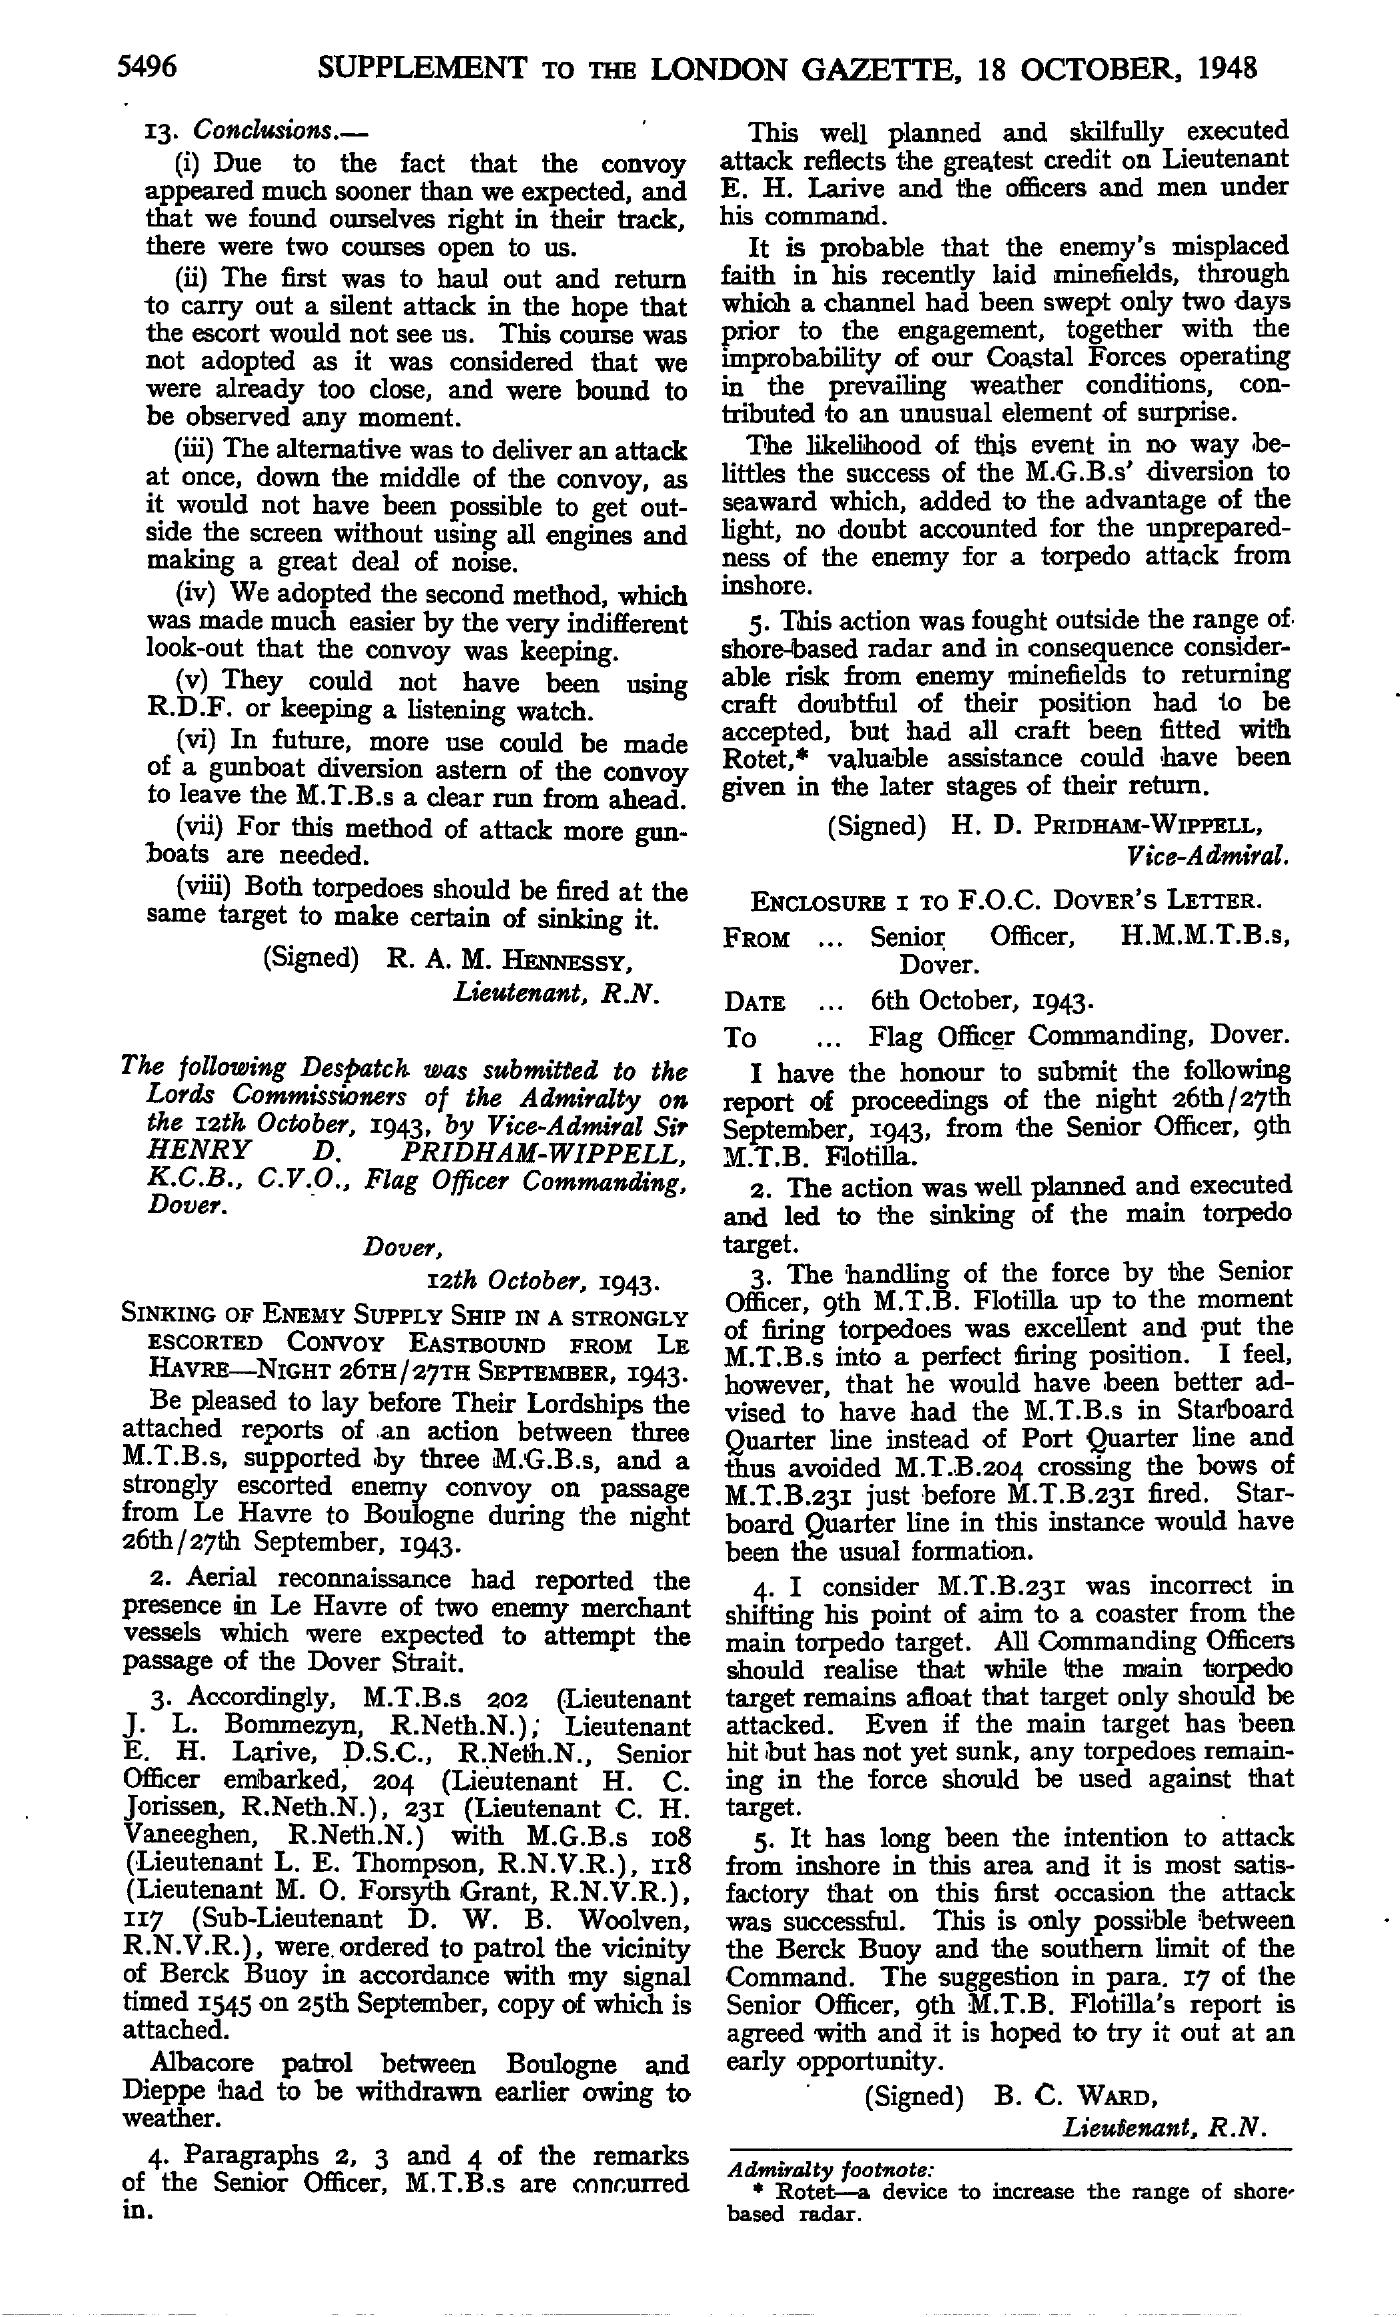 5496 SUPPLEMENT TO THE LONDON GAZETTE, 18 OCTOBER, 1948
13. Conclusions.—
(i) Due to the fact that the convoy
appeared much sooner than we expected, and
that we found ourselves right in their track,
there were two courses open to us.
(ii) The first was to haul out and return
to carry out a silent attack in the hope that
the escort would not see us. This course was
not adopted as it was considered that we
were already too close, and were bound to
be observed any moment.
(iii) The alternative was to deliver an attack
at once, down the middle of the convoy, as
it would not have been possible to get out-
side the screen without using all engines and
making a great deal of noise.
(iv) We adopted the second method, which
was made much easier by the very indifferent
look-out that the convoy was keeping.
(v) They could not have been using
R.D.F. or keeping a listening watch.
(vi) In future, more use could be made
of a gunboat diversion astern of the convoy
to leave the M.T.B.s a clear run from ahead.
(vii) For this method of attack more gun-
boats are needed.
(viii) Both torpedoes should be fired at the
same target to make certain of sinking it.
(Signed) R. A. M. HENNESSY,
Lieutenant, R.N.
The following Despatch was submitted to the
Lords Commissioners of the Admiralty on
the 12th October, 1943, by Vice-Admiral Sir
HENRY D. PRIDHAM-WIPPELL,
K.C.B., C.V.O., Flag Officer Commanding,
Dover.
Dover,
12th October, 1943.
SINKING OF ENEMY SUPPLY SHIP IN A STRONGLY
ESCORTED CONVOY EASTBOUND FROM LE
HAVRE—NIGHT 26TH/27TH SEPTEMBER, 1943.
Be pleased to lay before Their Lordships the
attached reports of an action between three
M.T.B.s, supported by three M.G.B.s, and a
strongly escorted enemy convoy on passage
from Le Havre to Boulogne during the night
26th/27th September, 1943.
2. Aerial reconnaissance had reported the
presence in Le Havre of two enemy merchant
vessels which were expected to attempt the
passage of the Dover Strait.
3. Accordingly, M.T.B.s 202 (Lieutenant
J. L. Bommezyn, R.Neth.N.); Lieutenant
E. H. Larive, D.S.C., R.Neth.N., Senior
Officer embarked, 204 (Lieutenant H. C.
Jorissen, R.Neth.N.), 231 (Lieutenant C. H.
Vaneeghen, R.Neth.N.) with M.G.B.s 108
(Lieutenant L. E. Thompson, R.N.V.R.), 118
(Lieutenant M. O. Forsyth Grant, R.N.V.R.),
117 (Sub-Lieutenant D. W. B. Woolven,
R.N.V.R.), were ordered to patrol the vicinity
of Berck Buoy in accordance with my signal
timed 1545 on 25th September, copy of which is
attached.
Albacore patrol between Boulogne and
Dieppe had to be withdrawn earlier owing to
weather.
4. Paragraphs 2, 3 and 4 of the remarks
of the Senior Officer, M.T.B.s are concurred
in.
This well planned and skilfully executed
attack reflects the greatest credit on Lieutenant
E. H. Larive and the officers and men under
his command.
It is probable that the enemy's misplaced
faith in his recently laid minefields, through
which a channel had been swept only two days
prior to the engagement, together with the
improbability of our Coastal Forces operating
in the prevailing weather conditions, con-
tributed to an unusual element of surprise.
The likelihood of this event in no way be-
littles the success of the M.G.B.s' diversion to
seaward which, added to the advantage of the
light, no doubt accounted for the unprepared-
ness of the enemy for a torpedo attack from
inshore.
5. This action was fought outside the range of
shore-based radar and in consequence consider-
able risk from enemy minefields to returning
craft doubtful of their position had to be
accepted, but had all craft been fitted with
Rotet,* valuable assistance could have been
given in the later stages of their return.
(Signed) H. D. PRIDHAM-WIPPELL,
Vice-Admiral.
ENCLOSURE 1 TO F.O.C. DOVER'S LETTER.
FROM ... Senior Officer, H.M.M.T.B.s,
Dover.
DATE ... 6th October, 1943.
To ... Flag Officer Commanding, Dover.
I have the honour to submit the following
report of proceedings of the night 26th/27th
September, 1943, from the Senior Officer, 9th
M.T.B. Flotilla.
2. The action was well planned and executed
and led to the sinking of the main torpedo
target.
3. The handling of the force by the Senior
Officer, 9th M.T.B. Flotilla up to the moment
of firing torpedoes was excellent and put the
M.T.B.s into a perfect firing position. I feel,
however, that he would have been better ad-
vised to have had the M.T.B.s in Starboard
Quarter line instead of Port Quarter line and
thus avoided M.T.B.204 crossing the bows of
M.T.B.231 just before M.T.B.231 fired. Star-
board Quarter line in this instance would have
been the usual formation.
4. I consider M.T.B.231 was incorrect in
shifting his point of aim to a coaster from the
main torpedo target. All Commanding Officers
should realise that while the main torpedo
target remains afloat that target only should be
attacked. Even if the main target has been
hit but has not yet sunk, any torpedoes remain-
ing in the force should be used against that
target.
5. It has long been the intention to attack
from inshore in this area and it is most satis-
factory that on this first occasion the attack
was successful. This is only possible between
the Berck Buoy and the southern limit of the
Command. The suggestion in para. 17 of the
Senior Officer, 9th M.T.B. Flotilla's report is
agreed with and it is hoped to try it out at an
early opportunity.
(Signed) B. C. WARD,
Lieutenant, R.N.
Admiralty footnote:
* Rotet—a device to increase the range of shore-
based radar.